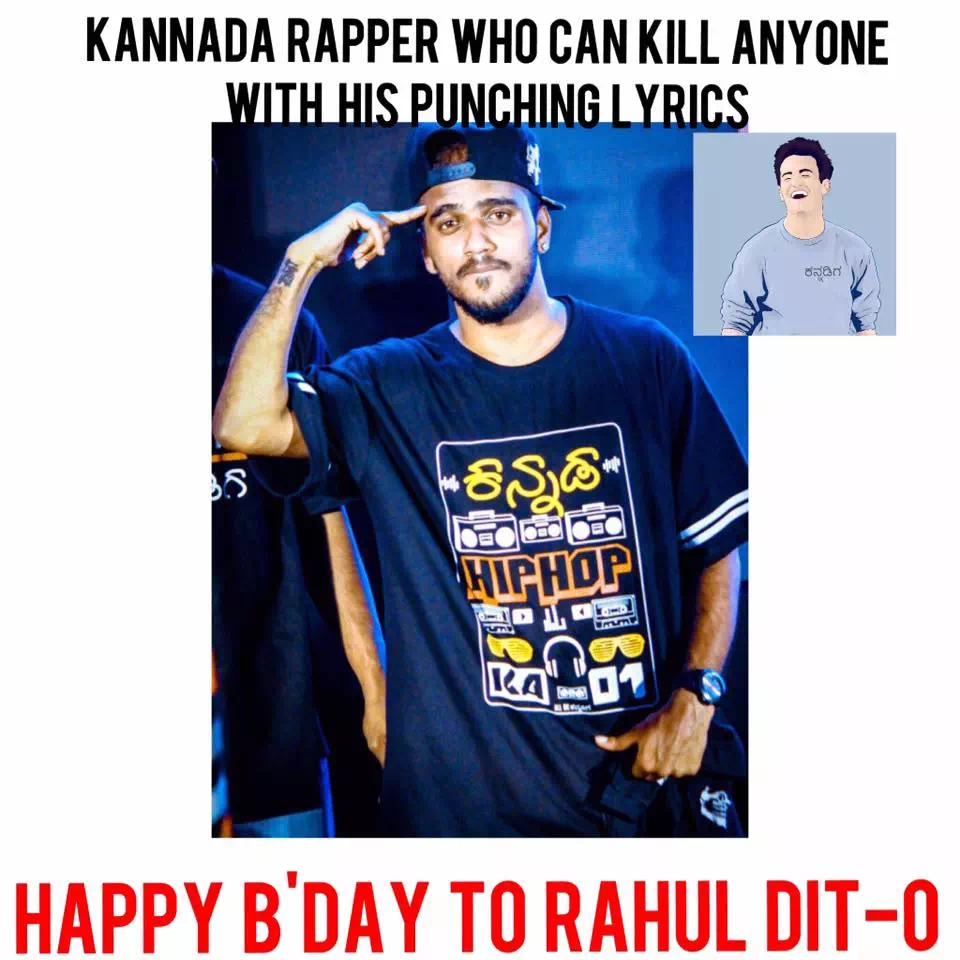 KANNADA RAPPER WHO CAN KILL ANYONE
WITH HIS PUNCHING LYRICS
ಕನ್ನಡಿಗ
ಕನ್ನಡ
HIPHOP
KA 01
HAPPY B'DAY TO RAHUL DIT-O